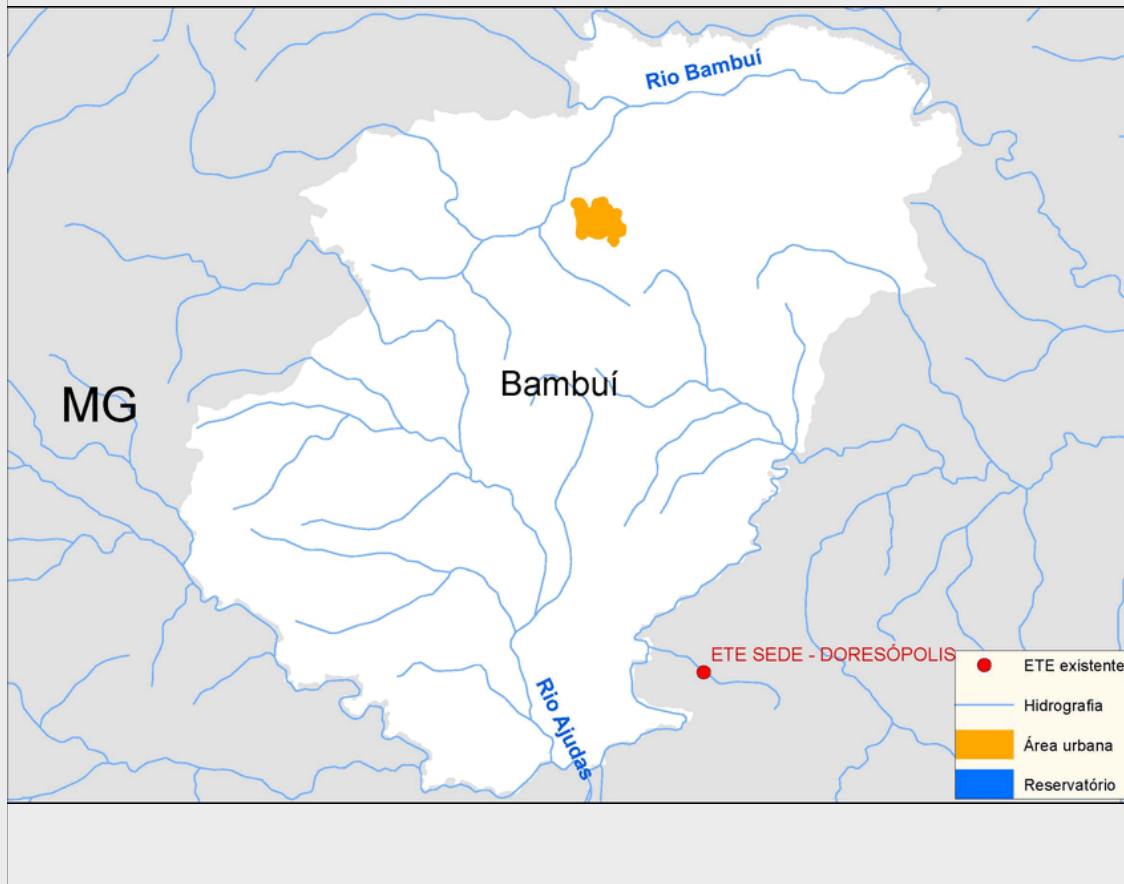 Rio Bambuí
Bambuí
MG
ETE SEDE - DORESÓPOLIS
Rio Ajudas
ETE existente
Hidrografia
Área urbana
Reservatório